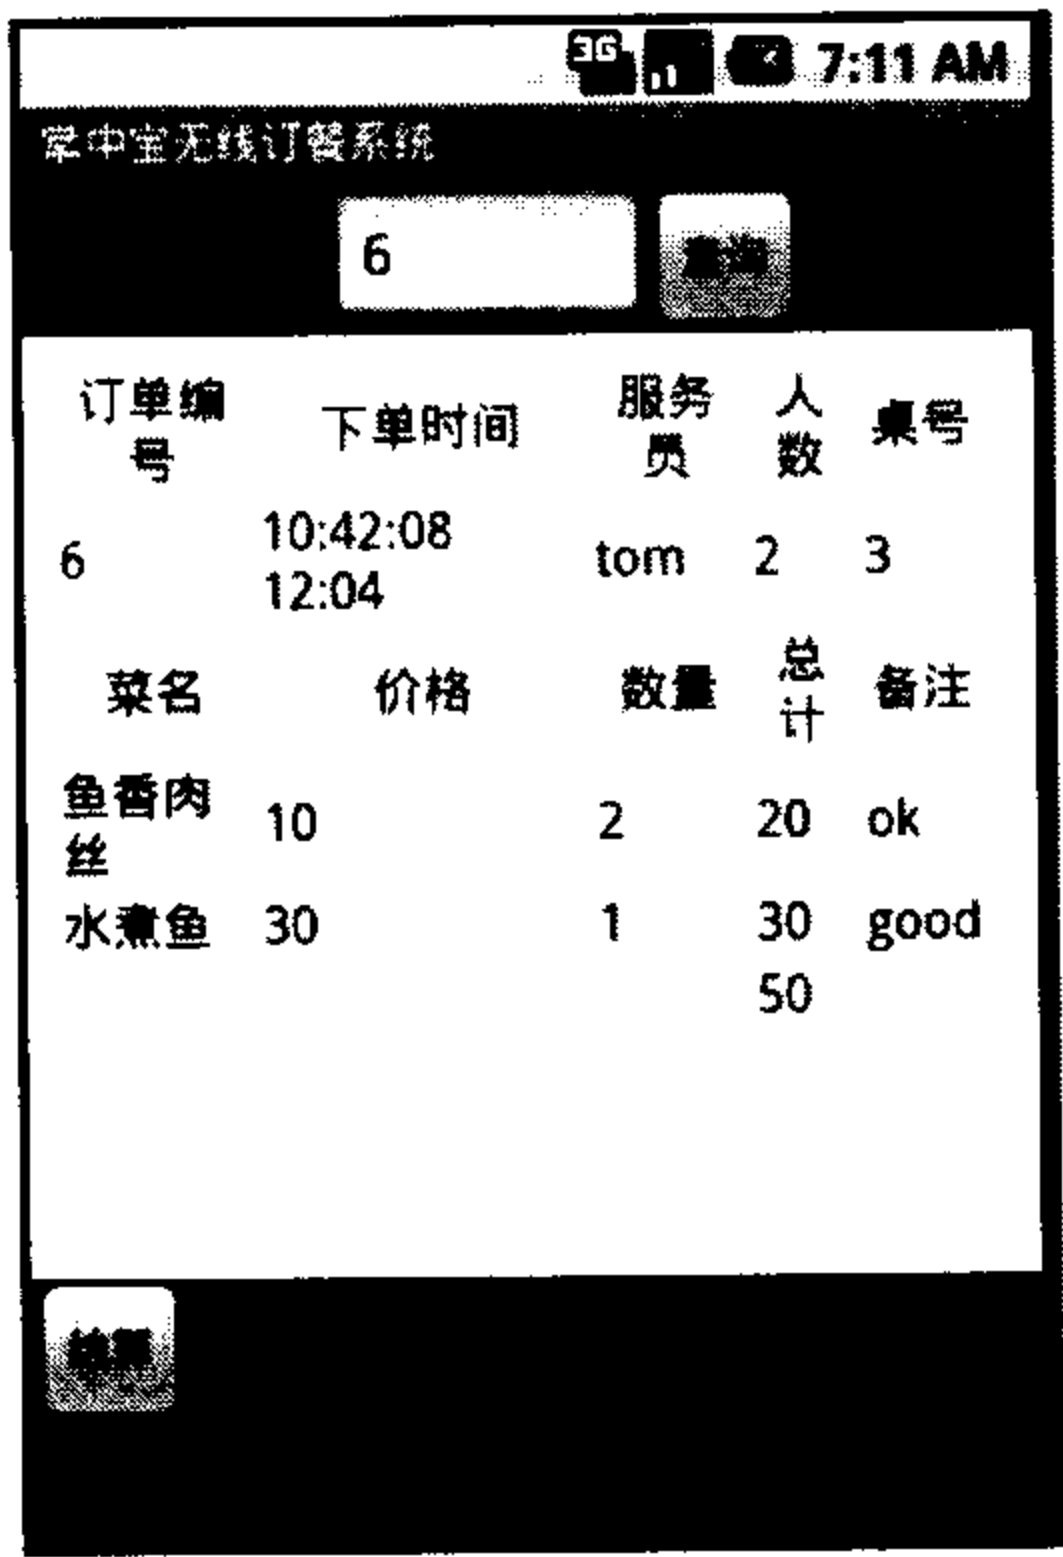 3G 7:11 AM
掌中宝无线订餐系统
6 查询
订单编号 下单时间 服务员 人数 桌号
6 10:42:08 12:04 tom 2 3
菜名 价格 数量 总计 备注
鱼香肉丝 10 2 20 ok
水煮鱼 30 1 30 good
50